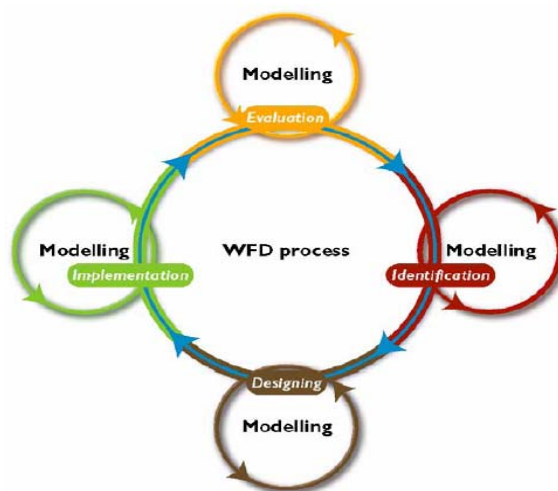 Modelling
Evaluation
Modelling
WFD process
Modelling
Implementation
Identification
Designing
Modelling